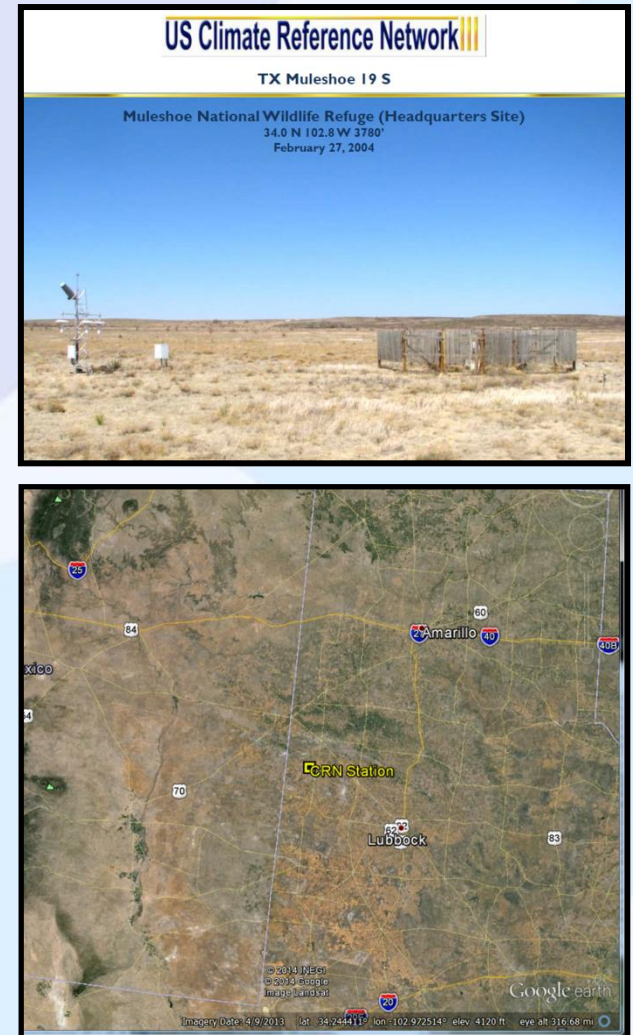 US Climate Reference Network
TX Muleshoe 19 S
Muleshoe National Wildlife Refuge (Headquarters Site)
34.0 N 102.8 W 3780'
February 27, 2004
25
84
60
Amarillo
40
40B
xico
CRN Station
70
62
Lubbock
83
© 2014 INEGI
© 2014 Google
Image Landsat
Google earth
20
Imagery Date: 4/9/2013 lat 34.244411° lon -102.972514° elev 4120 ft eye alt 316.68 mi